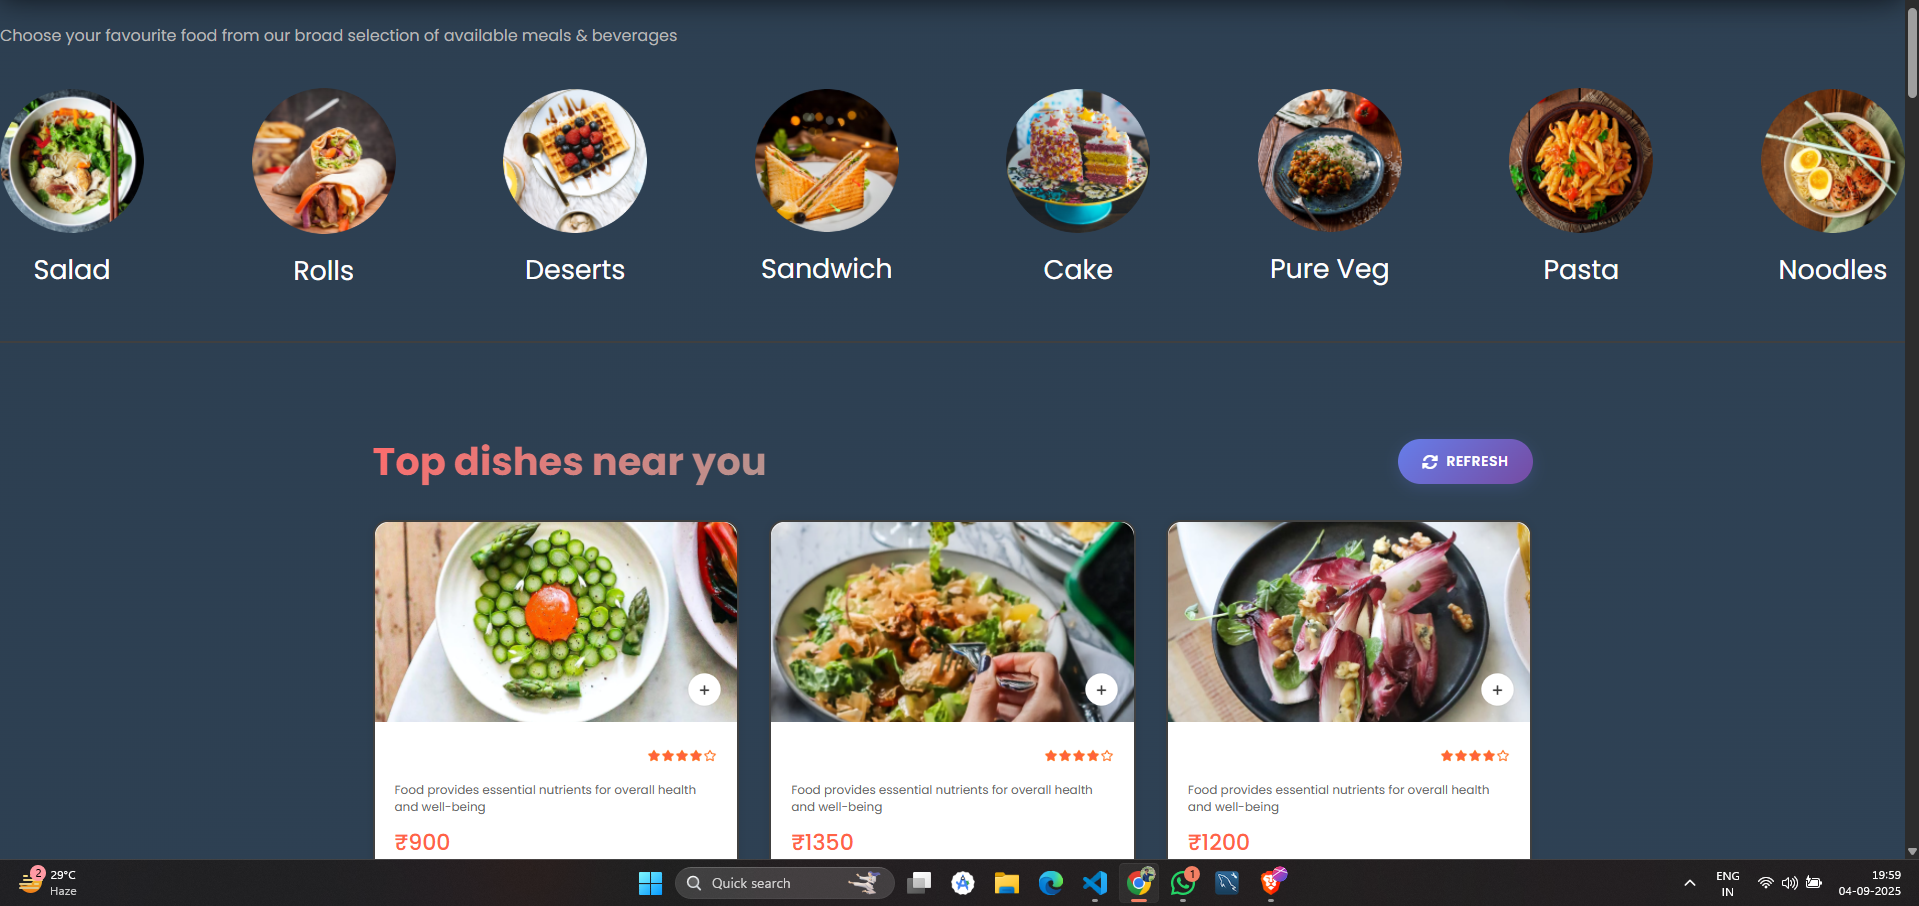 Choose your favourite food from our broad selection of available meals & beverages
Salad
Rolls
Deserts
Sandwich
Cake
Pure Veg
Pasta
Noodles
Top dishes near you
REFRESH
Food provides essential nutrients for overall health
and well-being
₹900
Food provides essential nutrients for overall health
and well-being
₹1350
Food provides essential nutrients for overall health
and well-being
₹1200
2
29°C
Haze
Quick search
1
ENG
IN
19:59
04-09-2025